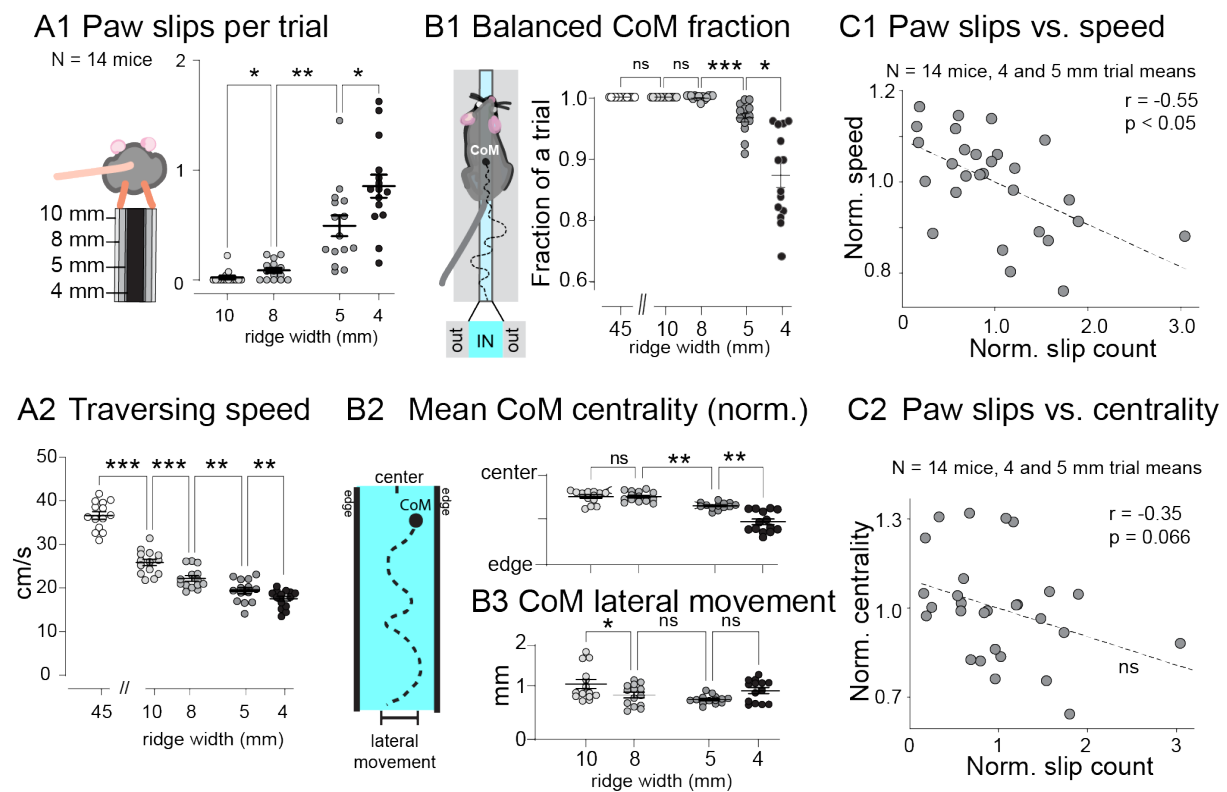 A1 Paw slips per trial
N = 14 mice
2
1
0
* ** *
10 mm
8 mm
5 mm
4 mm
10 8 5 4
ridge width (mm)
B1 Balanced CoM fraction
CoM
out IN out
Fraction of a trial
1.0
0.9
0.8
0.6
ns ns *** *
45 // 10 8 5 4
ridge width (mm)
C1 Paw slips vs. speed
N = 14 mice, 4 and 5 mm trial means
r = -0.55
p < 0.05
Norm. speed
1.2
1.0
0.8
0 1.0 2.0 3.0
Norm. slip count
A2 Traversing speed
cm/s
50
40
30
20
10
0
*** *** ** **
45 // 10 8 5 4
ridge width (mm)
B2 Mean CoM centrality (norm.)
center
edge
edge
CoM
lateral
movement
center
edge
ns ** **
B3 CoM lateral movement
mm
2
1
0
* ns ns
10 8 5 4
ridge width (mm)
C2 Paw slips vs. centrality
N = 14 mice, 4 and 5 mm trial means
r = -0.35
p = 0.066
Norm. centrality
1.3
1.0
0.7
ns
0 1 2 3
Norm. slip count